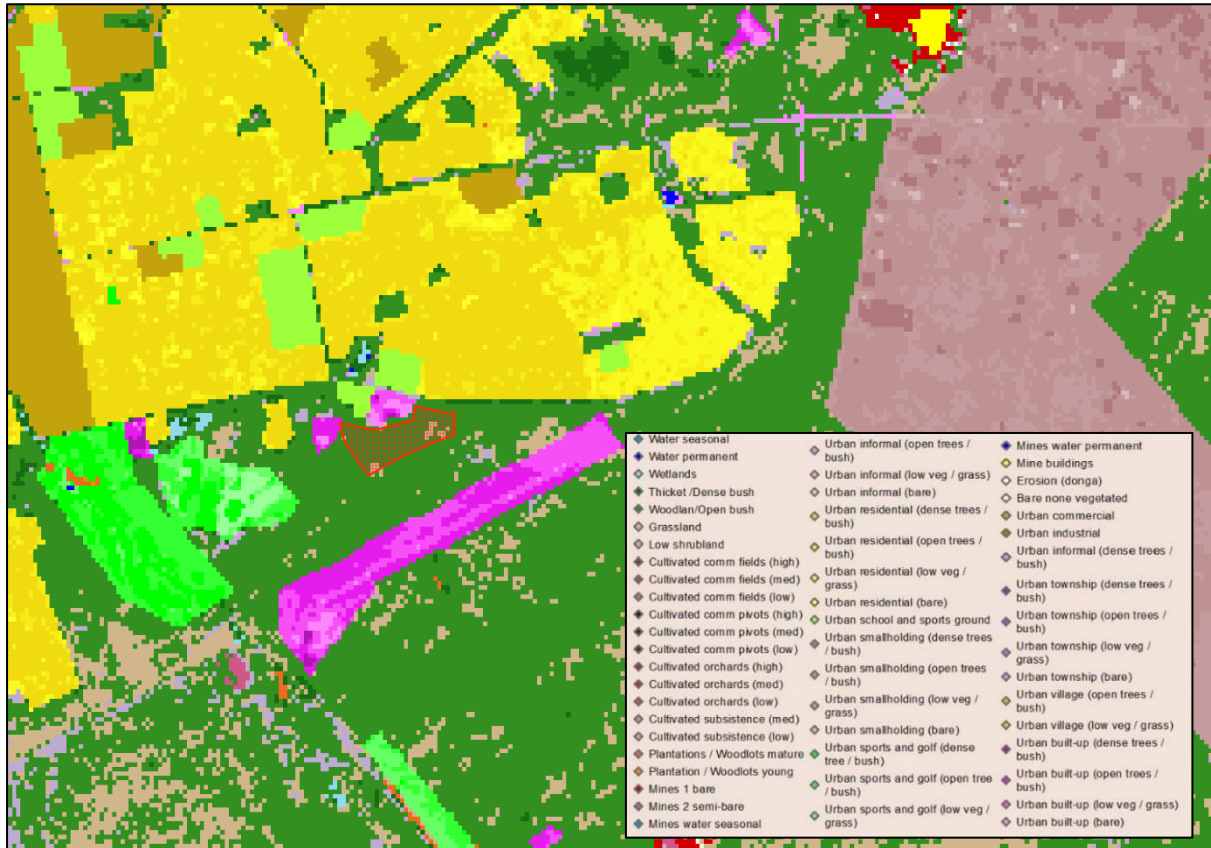 Water seasonal
Water permanent
Wetlands
Thicket /Dense bush
Woodlan/Open bush
Grassland
Low shrubland
Cultivated comm fields (high)
Cultivated comm fields (med)
Cultivated comm fields (low)
Cultivated comm pivots (high)
Cultivated comm pivots (med)
Cultivated comm pivots (low)
Cultivated orchards (high)
Cultivated orchards (med)
Cultivated orchards (low)
Cultivated subsistence (med)
Cultivated subsistence (low)
Plantations / Woodlots mature
Plantation / Woodlots young
Mines 1 bare
Mines 2 semi-bare
Mines water seasonal
Urban informal (open trees /
bush)
Urban informal (low veg / grass)
Urban informal (bare)
Urban residential (dense trees /
bush)
Urban residential (open trees /
bush)
Urban residential (low veg /
grass)
Urban residential (bare)
Urban school and sports ground
Urban smallholding (dense trees
/ bush)
Urban smallholding (open trees
/ bush)
Urban smallholding (low veg
/ grass)
Urban smallholding (bare)
Urban sports and golf (dense
tree / bush)
Urban sports and golf (open tree
/ bush)
Urban sports and golf (low veg /
grass)
Mines water permanent
Mine buildings
Erosion (donga)
Bare none vegetated
Urban commercial
Urban industrial
Urban informal (dense trees /
bush)
Urban township (dense trees /
bush)
Urban township (open trees /
bush)
Urban township (low veg /
grass)
Urban township (bare)
Urban village (open trees /
bush)
Urban village (low veg / grass)
Urban built-up (dense trees /
bush)
Urban built-up (open trees /
bush)
Urban built-up (low veg / grass)
Urban built-up (bare)